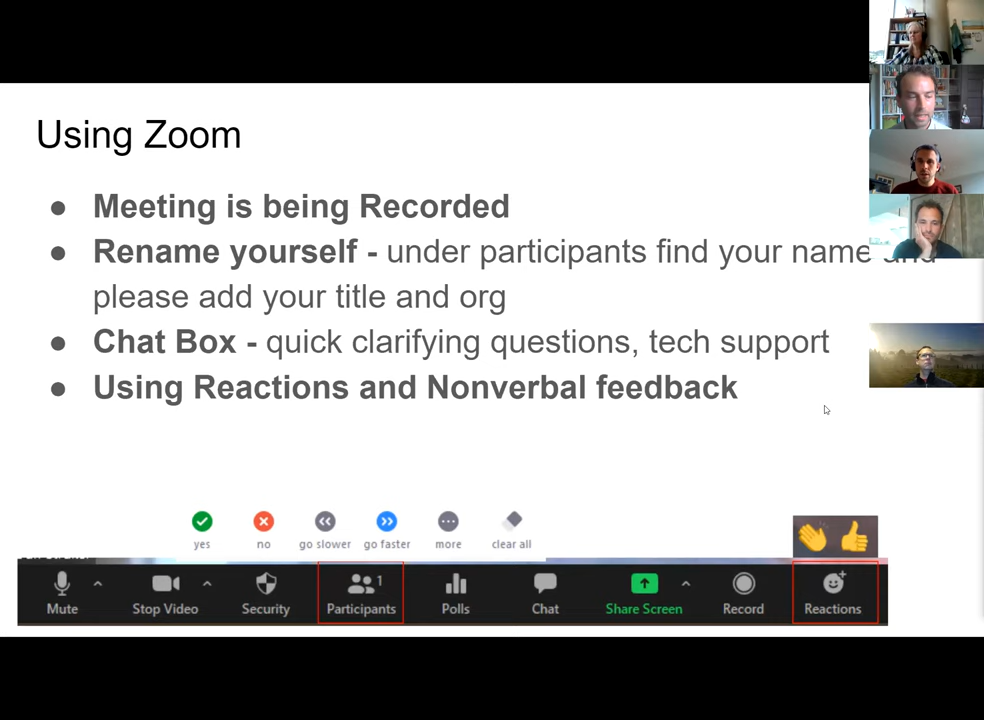 Using Zoom
● Meeting is being Recorded
● Rename yourself - under participants find your name and
please add your title and org
● Chat Box - quick clarifying questions, tech support
● Using Reactions and Nonverbal feedback
yes no go slower go faster more clear all
1
Mute Stop Video Security Participants Polls Chat Share Screen Record Reactions